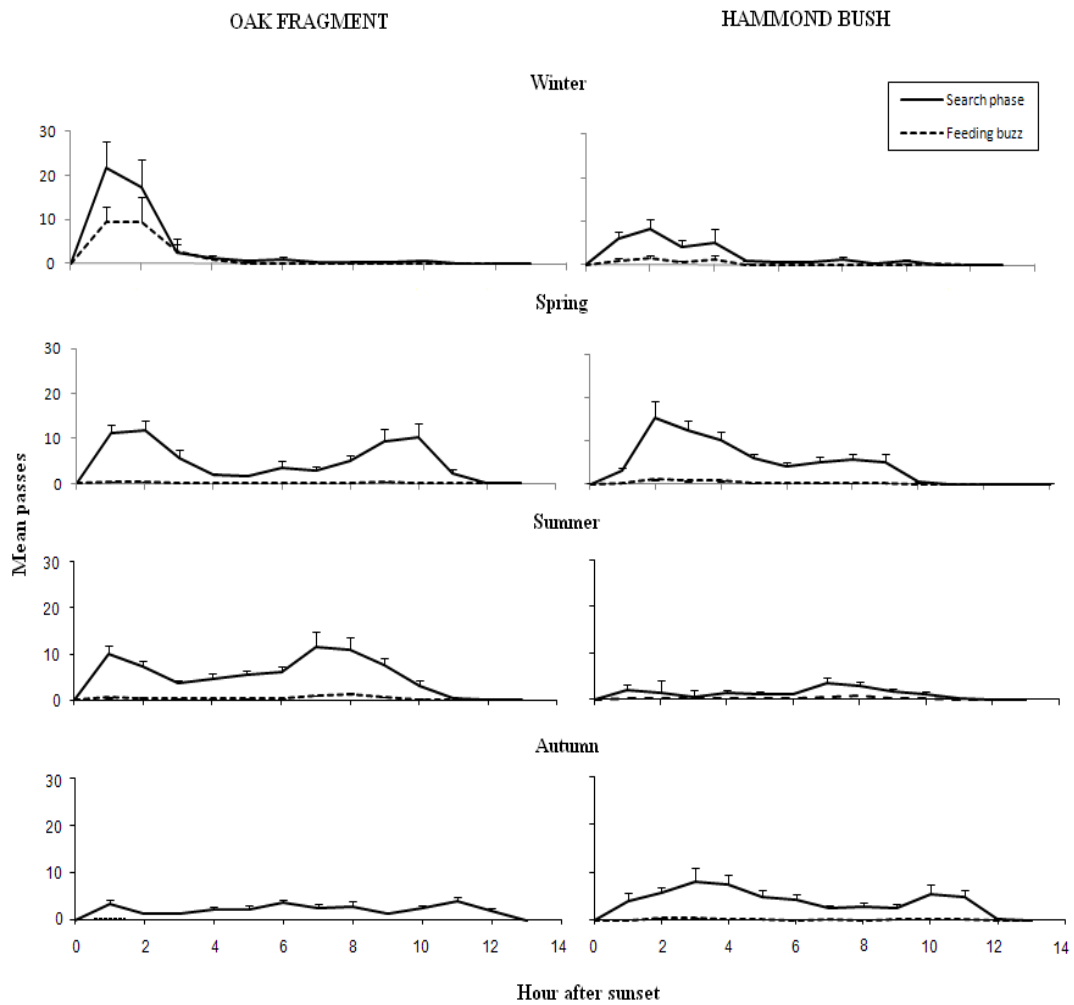 OAK FRAGMENT HAMMOND BUSH
Winter
Search phase
Feeding buzz
30
20
10
0
Spring
30
20
10
0
Summer
30
20
10
0
Autumn
30
20
10
0
0 2 4 6 8 10 12 14 0 2 4 6 8 10 12 14
Mean passes
Hour after sunset